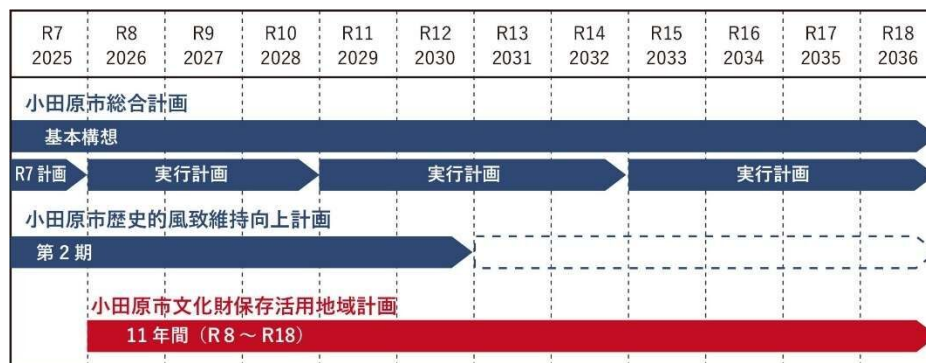 R7 R8 R9 R10 R11 R12 R13 R14 R15 R16 R17 R18
2025 2026 2027 2028 2029 2030 2031 2032 2033 2034 2035 2036
小田原市総合計画
基本構想
R7 計画 実行計画 実行計画 実行計画
小田原市歴史的風致維持向上計画
第 2 期
小田原市文化財保存活用地域計画
11 年間（R 8 ～ R18）